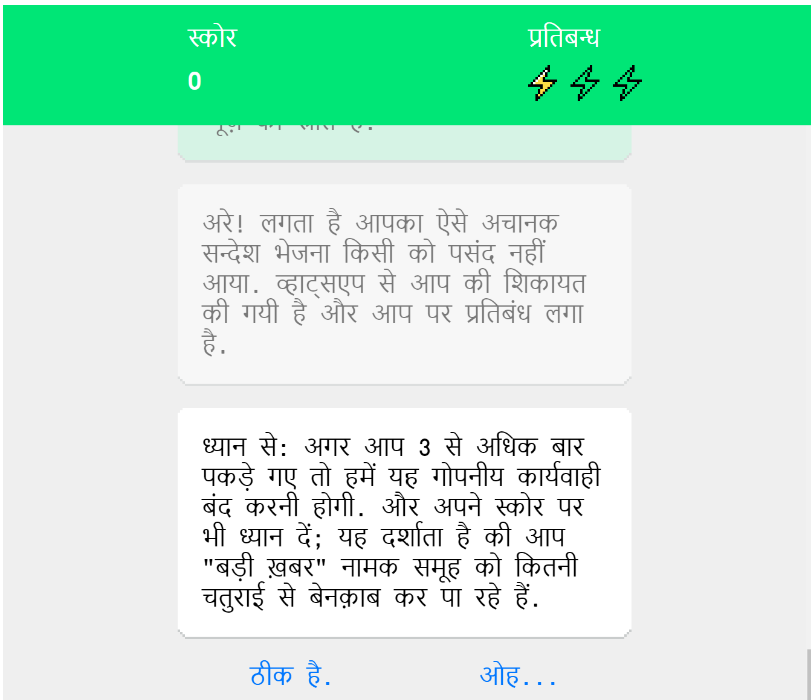 स्कोर
प्रतिबन्ध
0
अरे! लगता है आपका ऐसे अचानक
सन्देश भेजना किसी को पसंद नहीं
आया. व्हाट्सएप से आप की शिकायत
की गयी है और आप पर प्रतिबंध लगा
है.
ध्यान से: अगर आप 3 से अधिक बार
पकड़े गए तो हमें यह गोपनीय कार्यवाही
बंद करनी होगी. और अपने स्कोर पर
भी ध्यान दें; यह दर्शाता है की आप
"बड़ी ख़बर" नामक समूह को कितनी
चतुराई से बेनक़ाब कर पा रहे हैं.
ठीक है.
ओह...